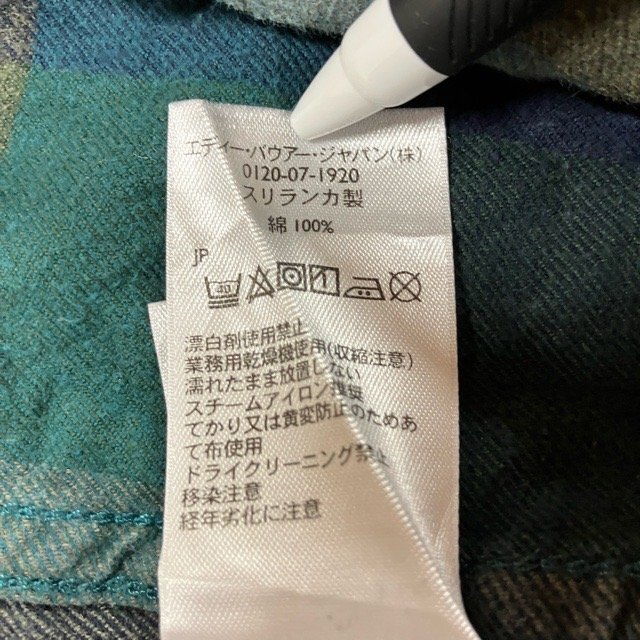 エディー・バウアー・ジャパン(株)
0120-07-1920
スリランカ製
綿 100%
JP
漂白剤使用禁止
業務用乾燥機使用(収縮注意)
濡れたまま放置しない
スチームアイロン推奨
てかり又は黄変防止のためあ
て布使用
ドライクリーニング禁止
移染注意
経年劣化に注意